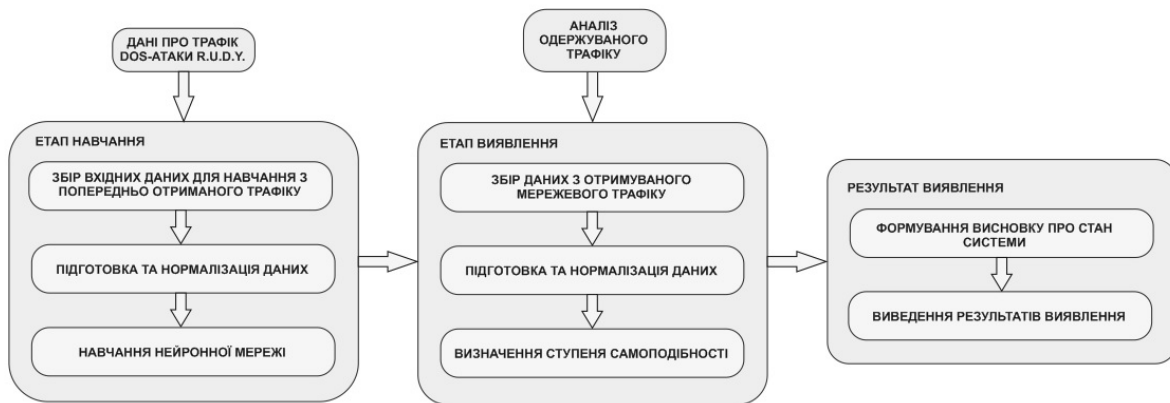 ДАНІ ПРО ТРАФІК
DOS-АТАКИ R.U.D.Y.
ЕТАП НАВЧАННЯ
ЗБІР ВХІДНИХ ДАНИХ ДЛЯ НАВЧАННЯ З
ПОПЕРЕДНЬО ОТРИМАНОГО ТРАФІКУ
ПІДГОТОВКА ТА НОРМАЛІЗАЦІЯ ДАНИХ
НАВЧАННЯ НЕЙРОННОЇ МЕРЕЖІ
АНАЛІЗ
ОДЕРЖУВАНОГО
ТРАФІКУ
ЕТАП ВИЯВЛЕННЯ
ЗБІР ДАНИХ З ОТРИМУВАНОГО
МЕРЕЖЕВОГО ТРАФІКУ
ПІДГОТОВКА ТА НОРМАЛІЗАЦІЯ ДАНИХ
ВИЗНАЧЕННЯ СТУПЕНЯ САМОПОДІБНОСТІ
РЕЗУЛЬТАТ ВИЯВЛЕННЯ
ФОРМУВАННЯ ВИСНОВКУ ПРО СТАН
СИСТЕМИ
ВИВЕДЕННЯ РЕЗУЛЬТАТІВ ВИЯВЛЕННЯ